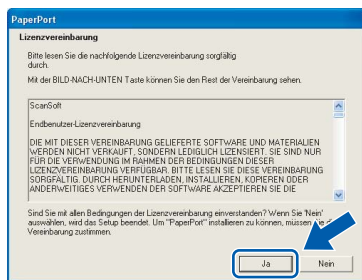 PaperPort
Lizenzvereinbarung
Bitte lesen Sie die nachfolgende Lizenzvereinbarung sorgfältig
durch.
Mit der BILD-NACH-UNTEN Taste können Sie den Rest der Vereinbarung sehen.
ScanSoft
Endbenutzer-Lizenzvereinbarung
DIE MIT DIESER VEREINBARUNG GELIEFERTE SOFTWARE UND MATERIALIEN
WERDEN NICHT VERKAUFT, SONDERN LEDIGLICH LIZENSIERT. SIE SIND NUR
FÜR DIE VERWENDUNG IM RAHMEN DER BEDINGUNGEN DIESER
LIZENZVEREINBARUNG VERFÜGBAR. BITTE LESEN SIE DIESE VEREINBARUNG
SORGFÄLTIG. DURCH HERUNTERLADEN, INSTALLIEREN, KOPIEREN ODER
ANDERWEITIGES VERWENDEN DER SOFTWARE AKZEPTIEREN SIE DIE
Sind Sie mit allen Bedingungen der Lizenzvereinbarung einverstanden? Wenn Sie 'Nein'
auswählen, wird das Setup beendet. Um "PaperPort" installieren zu können, müssen Sie
Vereinbarung zustimmen.
Ja
Nein